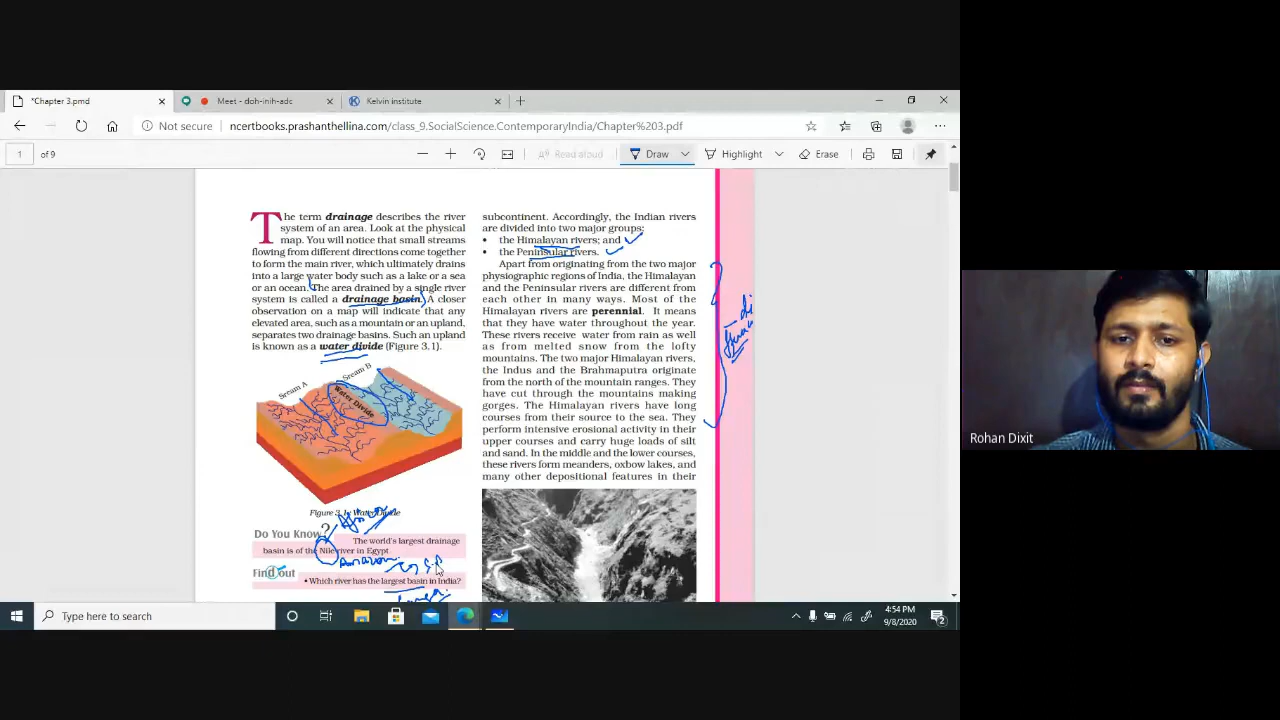 *Chapter 3.pmd
Meet - doh-inih-adc
Kelvin institute
Not secure
ncertbooks.prashanthellina.com/class_9.SocialScience.ContemporaryIndia/Chapter%203.pdf
1 of 9
Read aloud
Draw
Highlight
Erase
The term drainage describes the river
system of an area. Look at the physical
map. You will notice that small streams
flowing from different directions come together
to form the main river, which ultimately drains
into a large water body such as a lake or a sea
or an ocean. The area drained by a single river
system is called a drainage basin. A closer
observation on a map will indicate that any
elevated area, such as a mountain or an upland,
separates two drainage basins. Such an upland
is known as a water divide (Figure 3.1).
Sream A
Sream B
Water Divide
Figure 3.1: Water Divide
Africa
Do You Know?
The world's largest drainage
basin is of the Nile river in Egypt
Amazon
Find out
• Which river has the largest basin in India?
Ganga
subcontinent. Accordingly, the Indian rivers
are divided into two major groups:
• the Himalayan rivers; and
• the Peninsular rivers.
Apart from originating from the two major
physiographic regions of India, the Himalayan
and the Peninsular rivers are different from
each other in many ways. Most of the
Himalayan rivers are perennial. It means
that they have water throughout the year.
These rivers receive water from rain as well
as from melted snow from the lofty
mountains. The two major Himalayan rivers,
the Indus and the Brahmaputra originate
from the north of the mountain ranges. They
have cut through the mountains making
gorges. The Himalayan rivers have long
courses from their source to the sea. They
perform intensive erosional activity in their
upper courses and carry huge loads of silt
and sand. In the middle and the lower courses,
these rivers form meanders, oxbow lakes, and
many other depositional features in their
Rohan Dixit
Type here to search
4:54 PM
9/8/2020
2